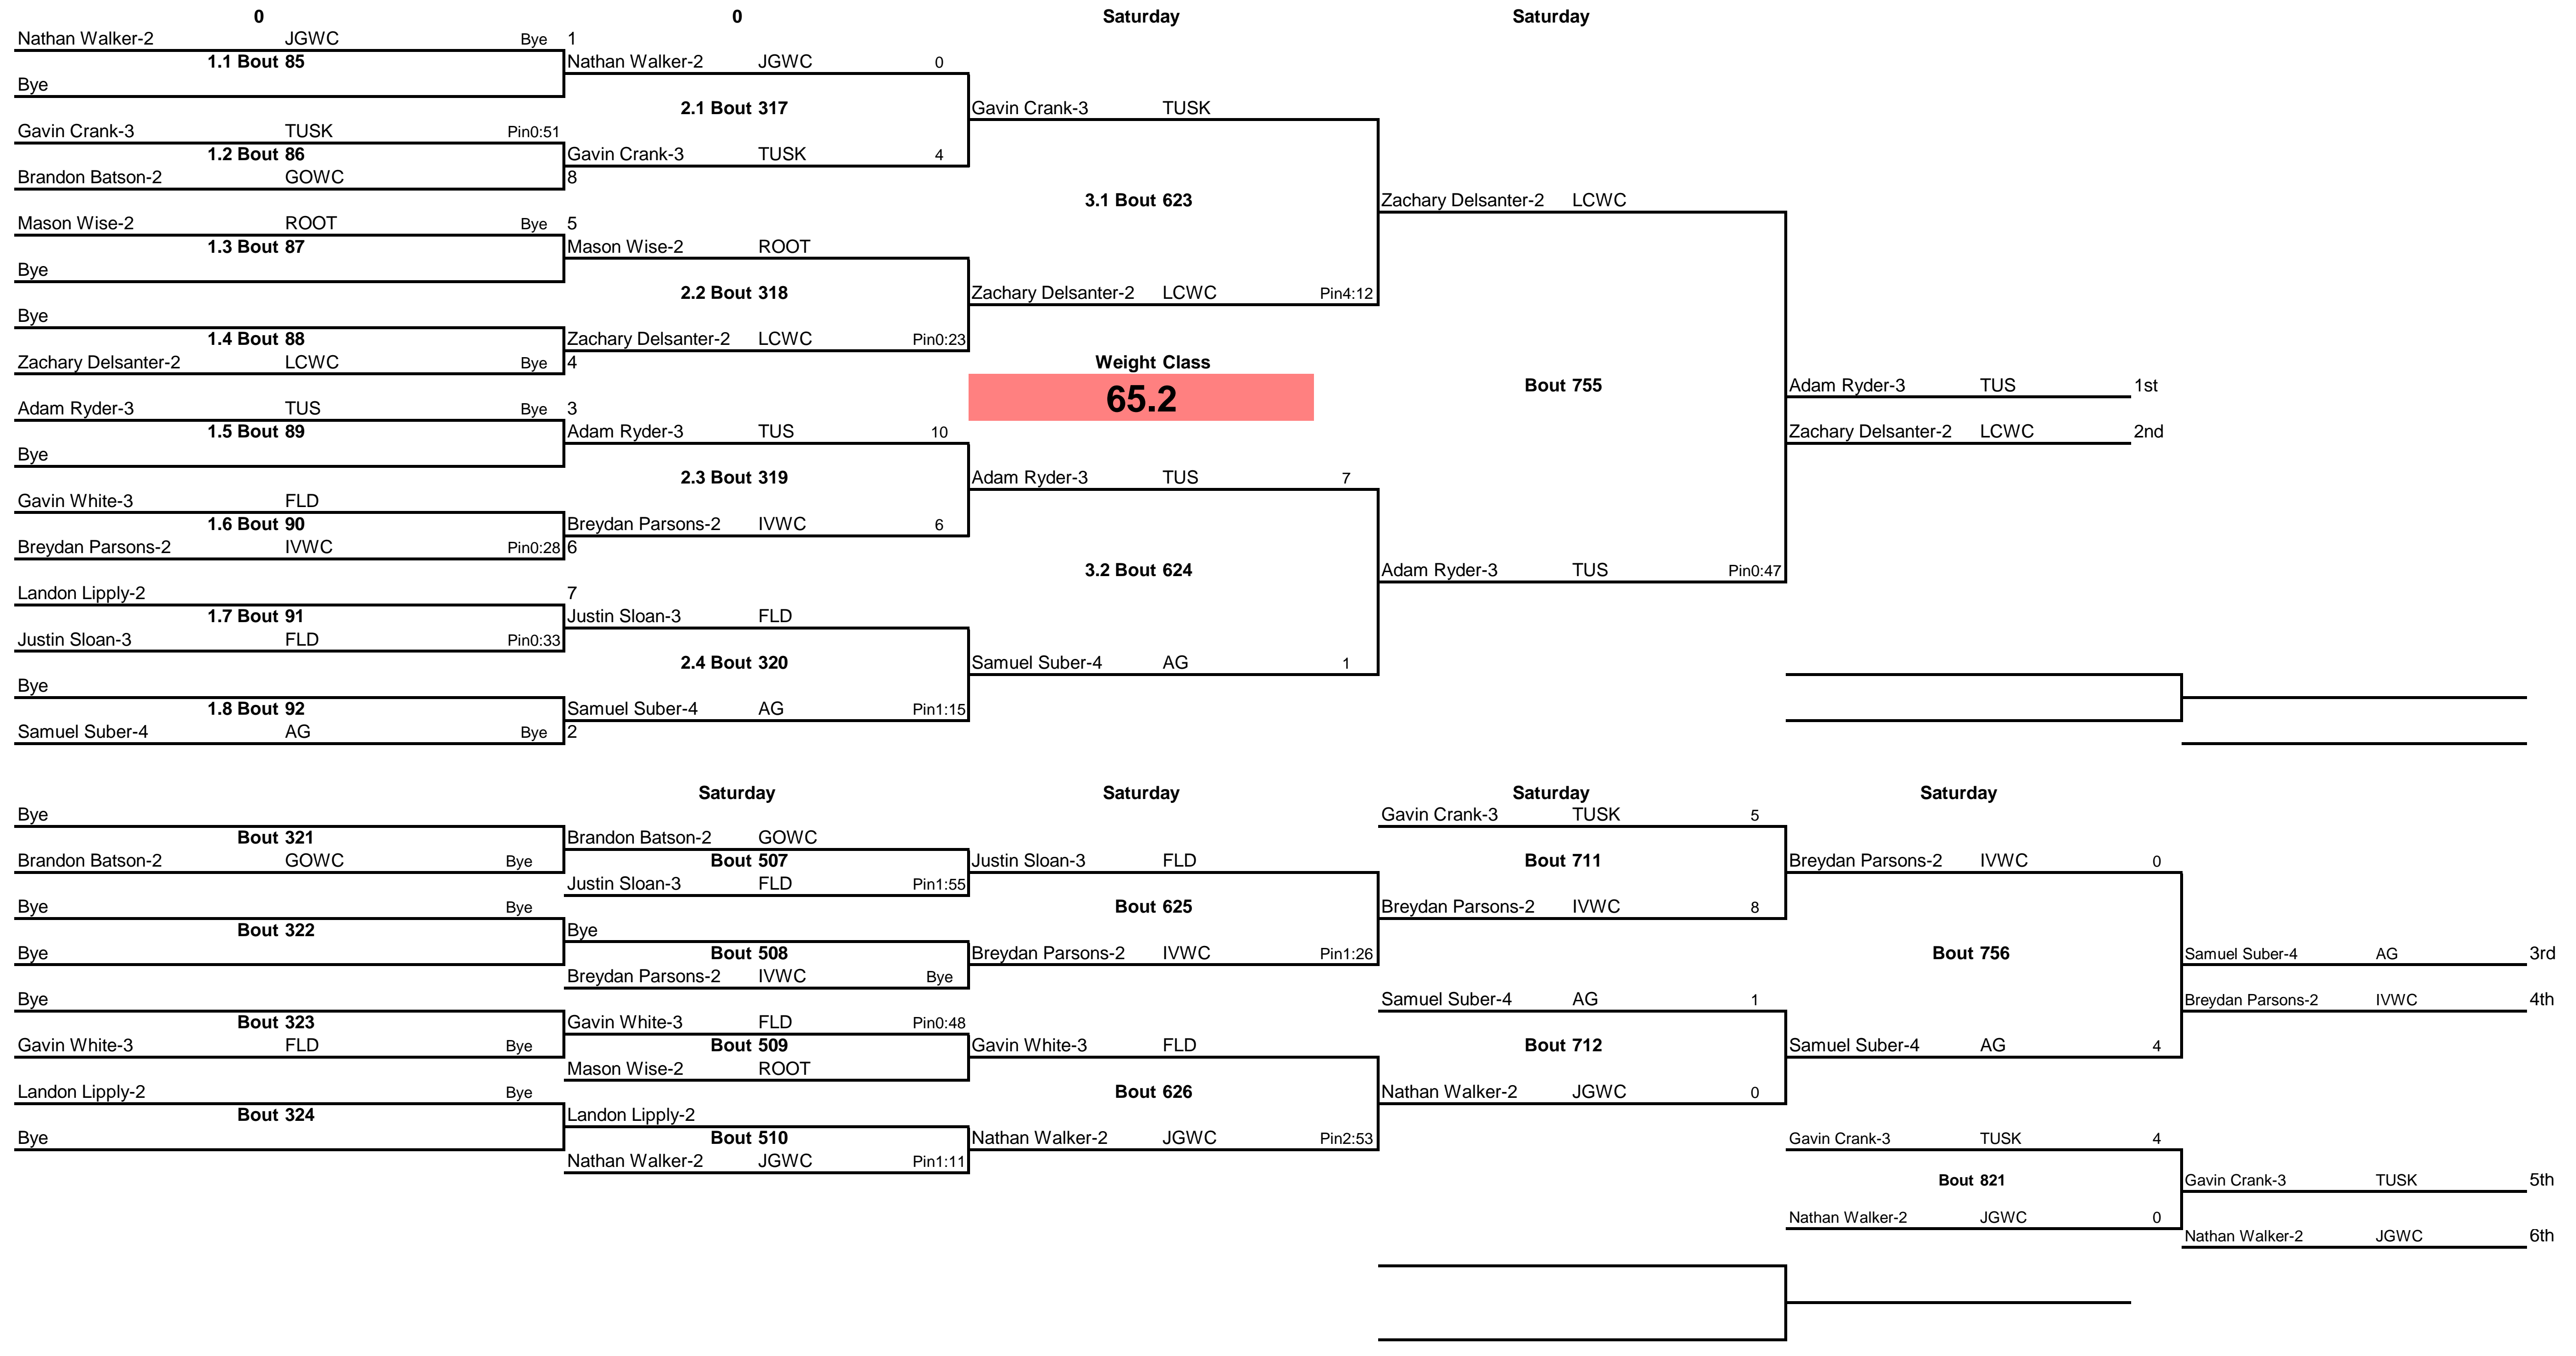 0 0 Saturday Saturday
Nathan Walker-2 JGWC Bye 1
1.1 Bout 85 Nathan Walker-2 JGWC 0
Bye
2.1 Bout 317 Gavin Crank-3 TUSK
Gavin Crank-3 TUSK Pin0:51
1.2 Bout 86 Gavin Crank-3 TUSK 4
Brandon Batson-2 GOWC 8
3.1 Bout 623 Zachary Delsanter-2 LCWC
Mason Wise-2 ROOT Bye 5
1.3 Bout 87 Mason Wise-2 ROOT
Bye
2.2 Bout 318 Zachary Delsanter-2 LCWC Pin4:12
Bye
1.4 Bout 88 Zachary Delsanter-2 LCWC Pin0:23
Zachary Delsanter-2 LCWC Bye 4 Weight Class
65.2
Bout 755 Adam Ryder-3 TUS 1st
Adam Ryder-3 TUS Bye 3
1.5 Bout 89 Adam Ryder-3 TUS 10 Zachary Delsanter-2 LCWC 2nd
Bye
2.3 Bout 319 Adam Ryder-3 TUS 7
Gavin White-3 FLD
1.6 Bout 90 Breydan Parsons-2 IVWC 6
Breydan Parsons-2 IVWC Pin0:28 6
3.2 Bout 624 Adam Ryder-3 TUS Pin0:47
Landon Lipply-2 7
1.7 Bout 91 Justin Sloan-3 FLD
Justin Sloan-3 FLD Pin0:33
2.4 Bout 320 Samuel Suber-4 AG 1
Bye
1.8 Bout 92 Samuel Suber-4 AG Pin1:15
Samuel Suber-4 AG Bye 2
Saturday Saturday Saturday Saturday
Bye Gavin Crank-3 TUSK 5
Bout 321 Brandon Batson-2 GOWC
Brandon Batson-2 GOWC Bye Bout 507 Justin Sloan-3 FLD Bout 711 Breydan Parsons-2 IVWC 0
Justin Sloan-3 FLD Pin1:55
Bye Bye Bout 625 Breydan Parsons-2 IVWC 8
Bout 322 Bye
Bye Bout 508 Breydan Parsons-2 IVWC Pin1:26 Bout 756 Samuel Suber-4 AG 3rd
Breydan Parsons-2 IVWC Bye
Bye Samuel Suber-4 AG 1 Breydan Parsons-2 IVWC 4th
Bout 323 Gavin White-3 FLD Pin0:48
Gavin White-3 FLD Bye Bout 509 Gavin White-3 FLD Bout 712 Samuel Suber-4 AG 4
Mason Wise-2 ROOT
Landon Lipply-2 Bye Bout 626 Nathan Walker-2 JGWC 0
Bout 324 Landon Lipply-2
Bye Bout 510 Nathan Walker-2 JGWC Pin2:53 Gavin Crank-3 TUSK 4
Nathan Walker-2 JGWC Pin1:11
Bout 821 Gavin Crank-3 TUSK 5th
Nathan Walker-2 JGWC 0
Nathan Walker-2 JGWC 6th